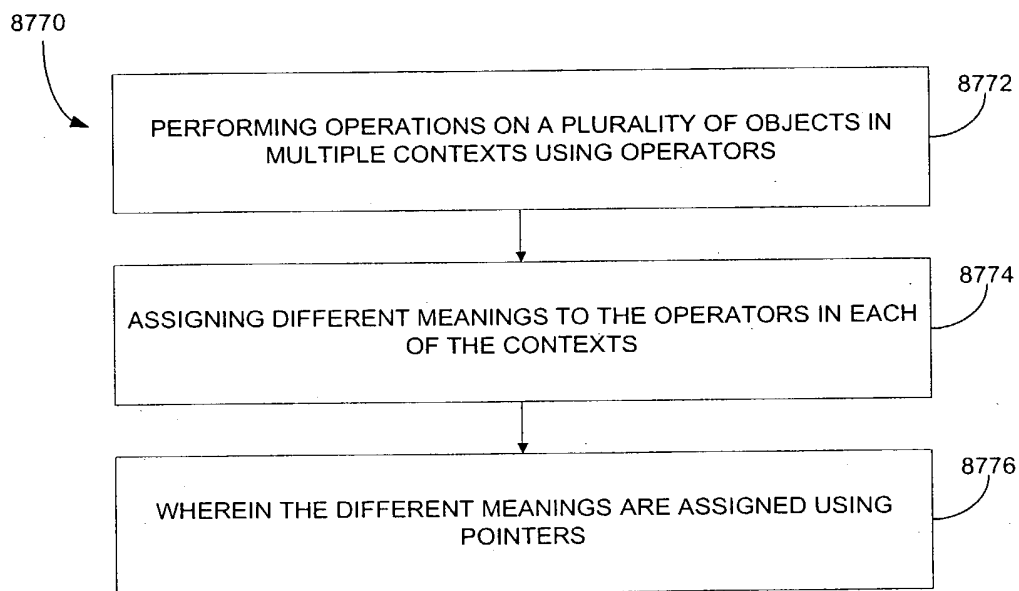 8770
8772
PERFORMING OPERATIONS ON A PLURALITY OF OBJECTS IN
MULTIPLE CONTEXTS USING OPERATORS
8774
ASSIGNING DIFFERENT MEANINGS TO THE OPERATORS IN EACH
OF THE CONTEXTS
8776
WHEREIN THE DIFFERENT MEANINGS ARE ASSIGNED USING
POINTERS